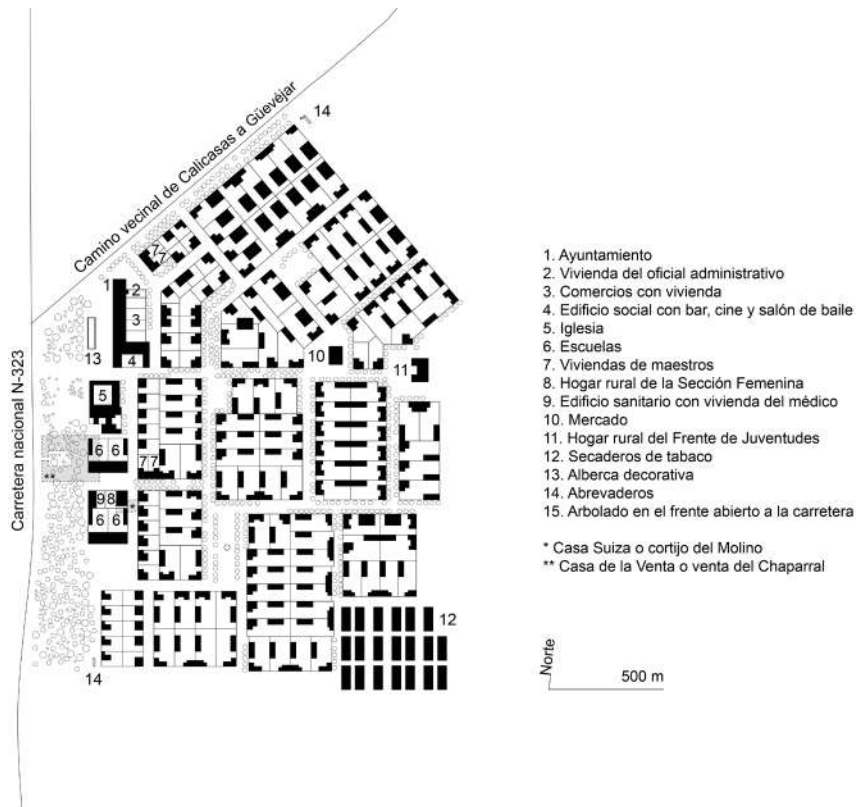 Camino vecinal de Calicasas a Güevéjar
14
7
7
1
2
3
13
4
10
11
5
6 6
7 7
**
9 8
*
6 6
12
14
Carretera nacional N-323
1. Ayuntamiento
2. Vivienda del oficial administrativo
3. Comercios con vivienda
4. Edificio social con bar, cine y salón de baile
5. Iglesia
6. Escuelas
7. Viviendas de maestros
8. Hogar rural de la Sección Femenina
9. Edificio sanitario con vivienda del médico
10. Mercado
11. Hogar rural del Frente de Juventudes
12. Secaderos de tabaco
13. Alberca decorativa
14. Abrevaderos
15. Arbolado en el frente abierto a la carretera
* Casa Suiza o cortijo del Molino
** Casa de la Venta o venta del Chaparral
Norte
500 m